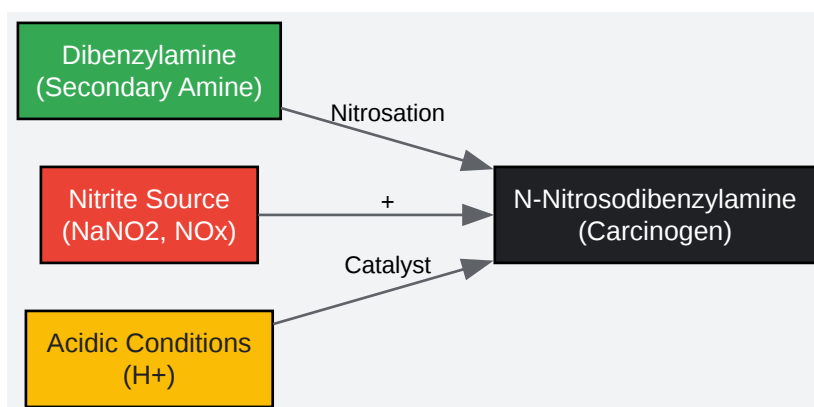 Dibenzylamine
(Secondary Amine)
Nitrosation
Nitrite Source
(NaNO2, NOx)
+
N-Nitrosodibenzylamine
(Carcinogen)
Catalyst
Acidic Conditions
(H+)